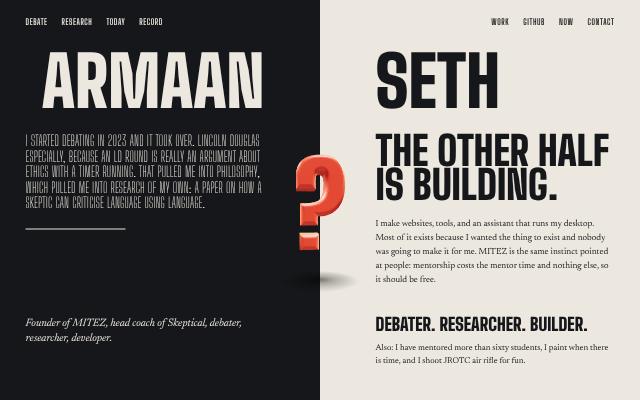 DEBATE RESEARCH TODAY RECORD
WORK GITHUB NOW CONTACT
ARMAAN
I STARTED DEBATING IN 2023 AND IT TOOK OVER. LINCOLN DOUGLAS
ESPECIALLY, BECAUSE AN LD ROUND IS REALLY AN ARGUMENT ABOUT
ETHICS WITH A TIMER RUNNING. THAT PULLED ME INTO PHILOSOPHY,
WHICH PULLED ME INTO RESEARCH OF MY OWN: A PAPER ON HOW A
SKEPTIC CAN CRITICISE LANGUAGE USING LANGUAGE.
Founder of MITEZ, head coach of Skeptical, debater,
researcher, developer.
?
SETH
THE OTHER HALF
IS BUILDING.
I make websites, tools, and an assistant that runs my desktop.
Most of it exists because I wanted the thing to exist and nobody
was going to make it for me. MITEZ is the same instinct pointed
at people: mentorship costs the mentor time and nothing else, so
it should be free.
DEBATER. RESEARCHER. BUILDER.
Also: I have mentored more than sixty students, I paint when there
is time, and I shoot JROTC air rifle for fun.